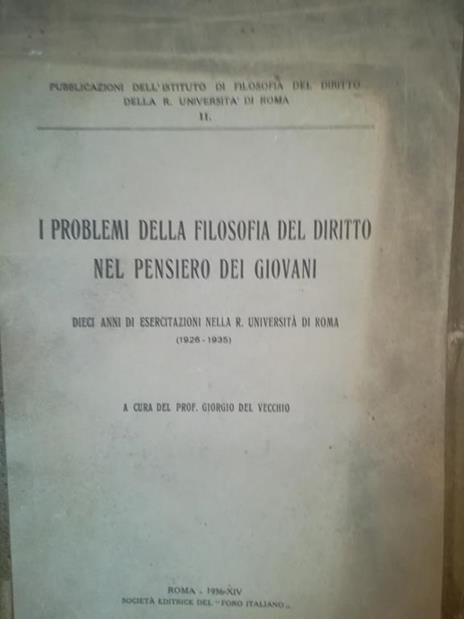 PUBBLICAZIONI DELL'ISTITUTO DI FILOSOFIA DEL DIRITTO
DELLA R. UNIVERSITA' DI ROMA
II.
I PROBLEMI DELLA FILOSOFIA DEL DIRITTO
NEL PENSIERO DEI GIOVANI
DIECI ANNI DI ESERCITAZIONI NELLA R. UNIVERSITÀ DI ROMA
(1926-1935)
A CURA DEL PROF. GIORGIO DEL VECCHIO
ROMA - 1936-XIV
SOCIETÀ EDITRICE DEL "FORO ITALIANO"